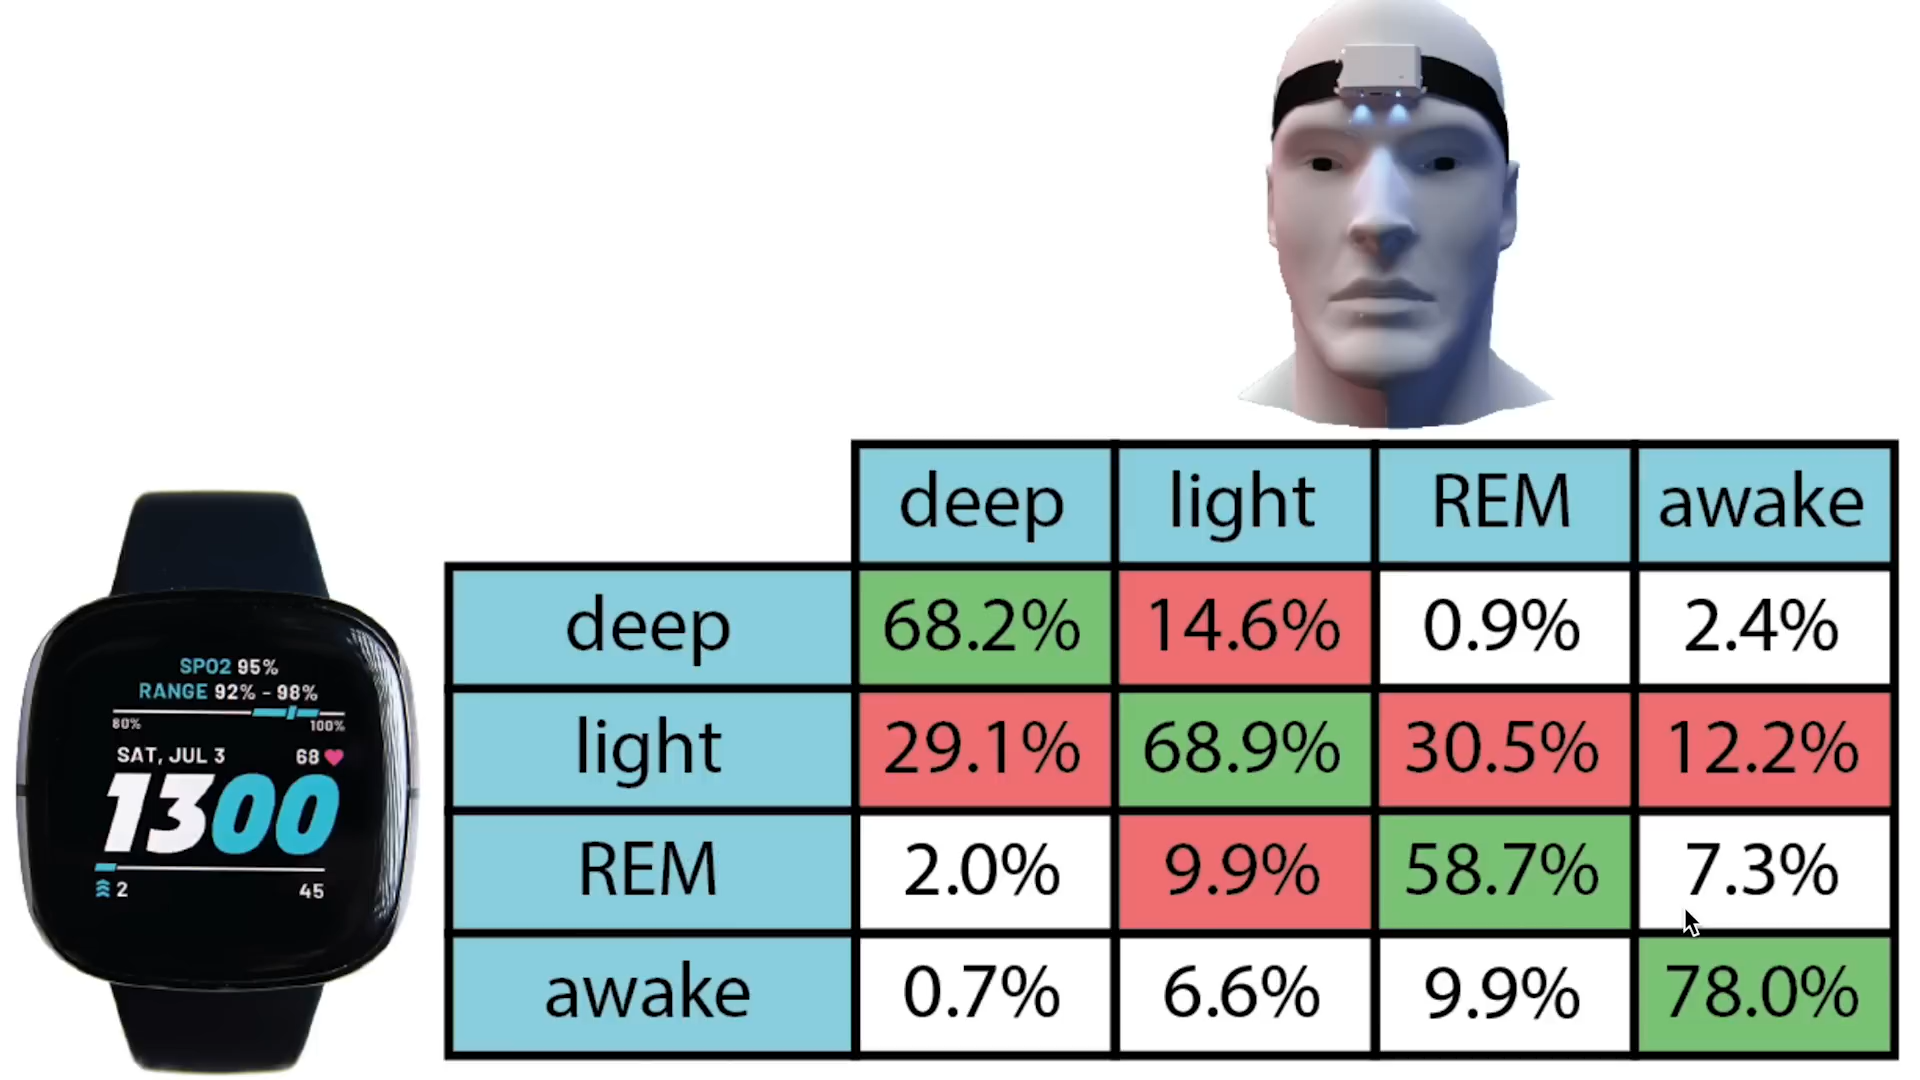 deep light REM awake
deep 68.2% 14.6% 0.9% 2.4%
light 29.1% 68.9% 30.5% 12.2%
REM 2.0% 9.9% 58.7% 7.3%
awake 0.7% 6.6% 9.9% 78.0%
SPO2 95%
RANGE 92% - 98%
80% 100%
SAT, JUL 3 68
1300
2 45